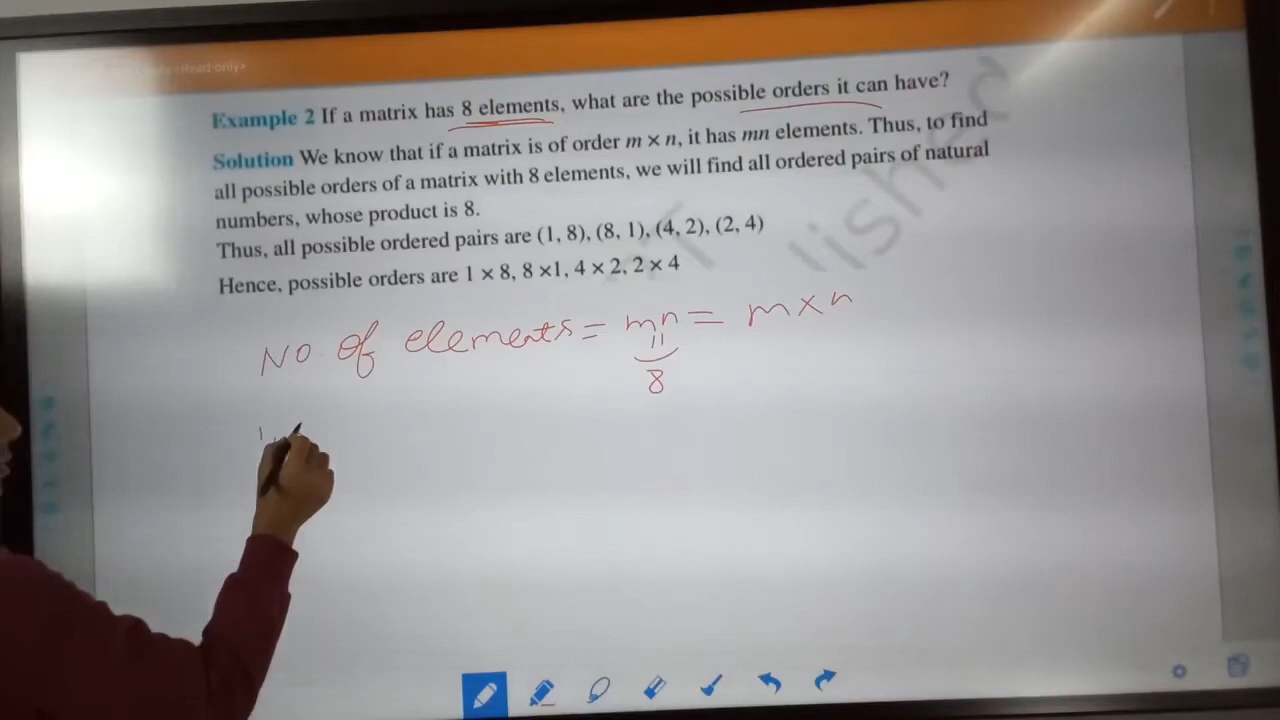 <Read-only>
Example 2 If a matrix has 8 elements, what are the possible orders it can have?
Solution We know that if a matrix is of order m × n, it has mn elements. Thus, to find
all possible orders of a matrix with 8 elements, we will find all ordered pairs of natural
numbers, whose product is 8.
Thus, all possible ordered pairs are (1, 8), (8, 1), (4, 2), (2, 4)
Hence, possible orders are 1 × 8, 8 ×1, 4 × 2, 2 × 4
lished
No of elements = mn = m × n
=
8
1